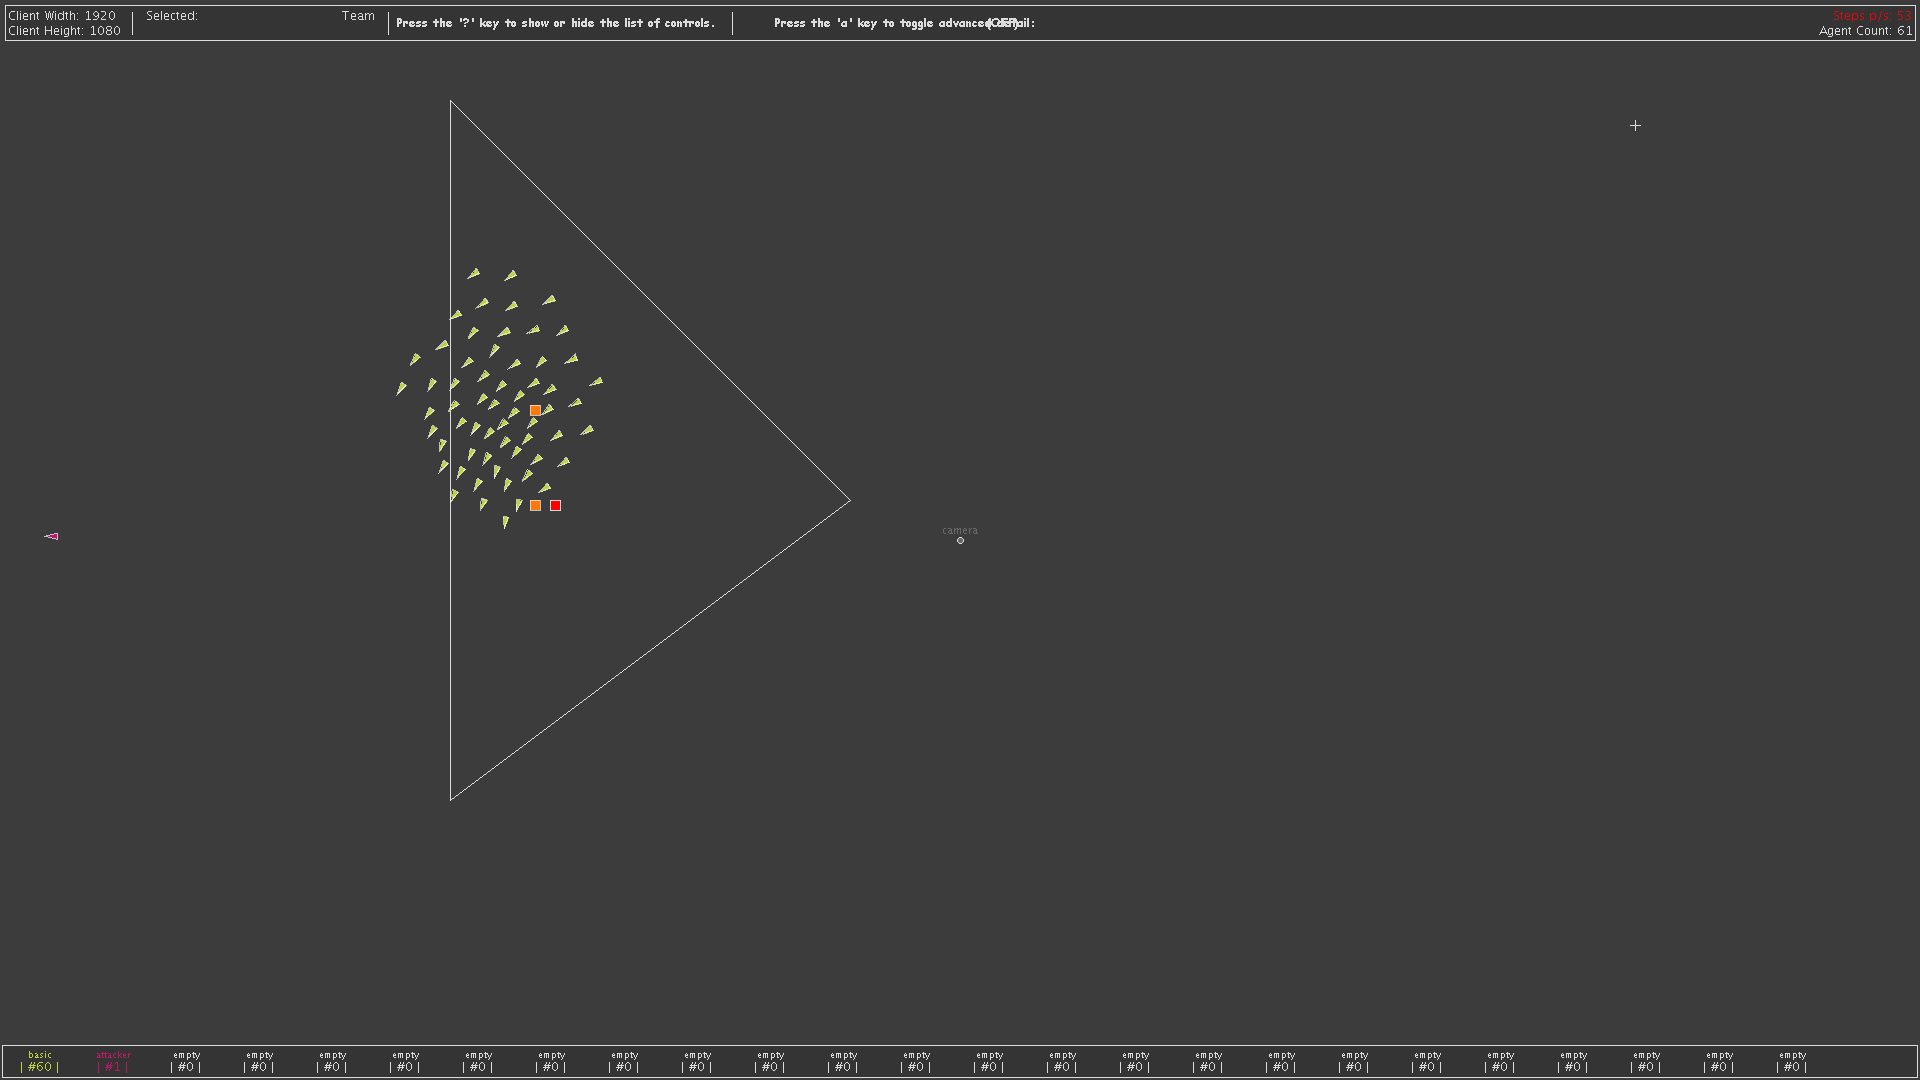 Client Width: 1920
Client Height: 1080
Selected:
Team
Press the '?' key to show or hide the list of controls.
Press the 'a' key to toggle advanced detail:
(OFF)
Steps p/s: 53
Agent Count: 61
camera
basic attacker empty empty empty empty empty empty empty empty empty empty empty empty empty empty empty empty empty empty empty empty empty empty empty
| #60 | | #1 | | #0 | | #0 | | #0 | | #0 | | #0 | | #0 | | #0 | | #0 | | #0 | | #0 | | #0 | | #0 | | #0 | | #0 | | #0 | | #0 | | #0 | | #0 | | #0 | | #0 | | #0 | | #0 | | #0 |